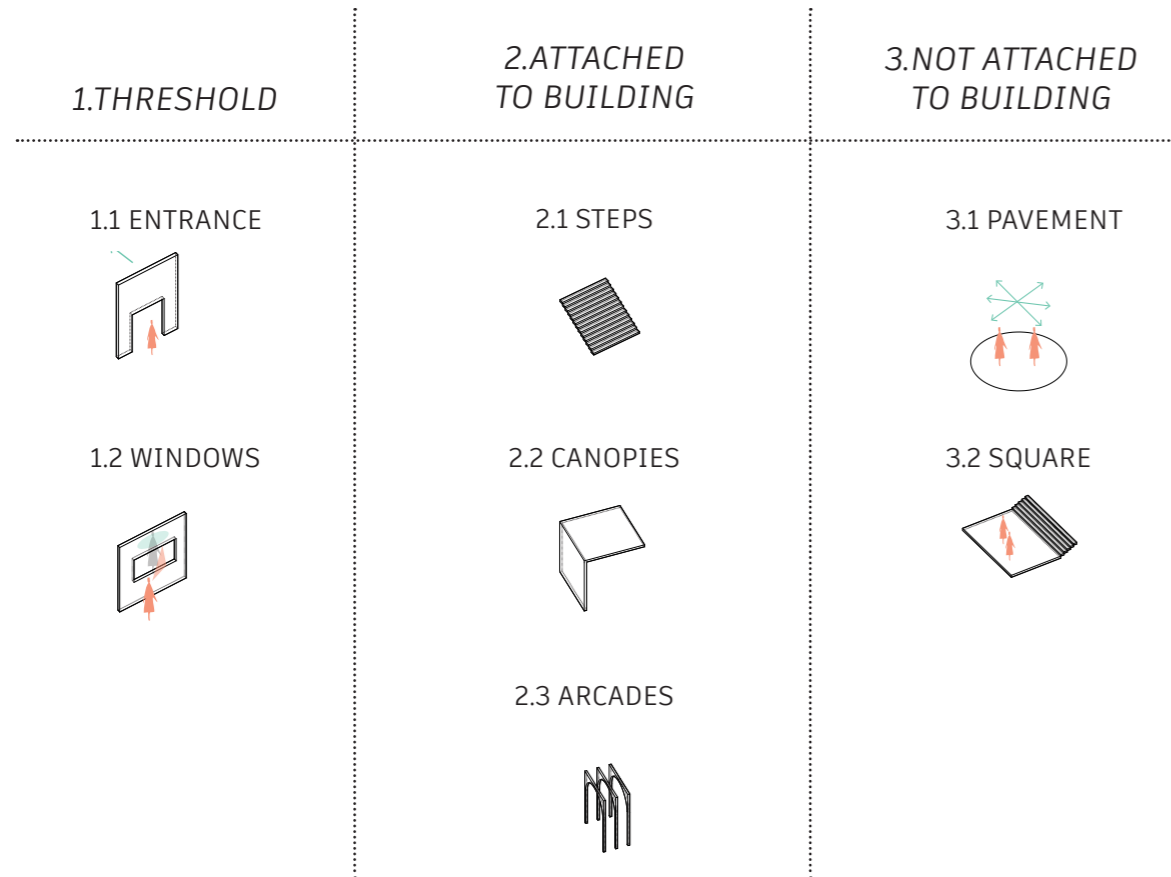 1.THRESHOLD
2.ATTACHED
TO BUILDING
3.NOT ATTACHED
TO BUILDING
1.1 ENTRANCE
2.1 STEPS
3.1 PAVEMENT
1.2 WINDOWS
2.2 CANOPIES
3.2 SQUARE
2.3 ARCADES